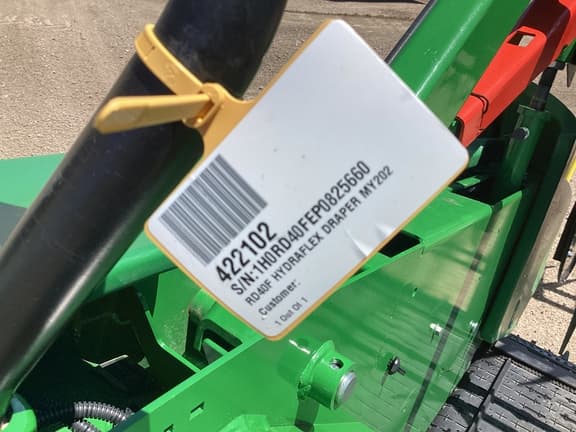 422102
S/N:1H0RD40FEP0825660
RD40F HYDRAFLEX DRAPER MY202
Customer:
1 Out Of 1